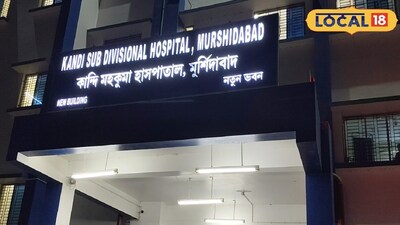 LOCAL 18
KANDI SUB DIVISIONAL HOSPITAL, MURSHIDABAD
কান্দি মহকুমা হাসপাতাল, মুর্শিদাবাদ
NEW BUILDING
নতুন ভবন